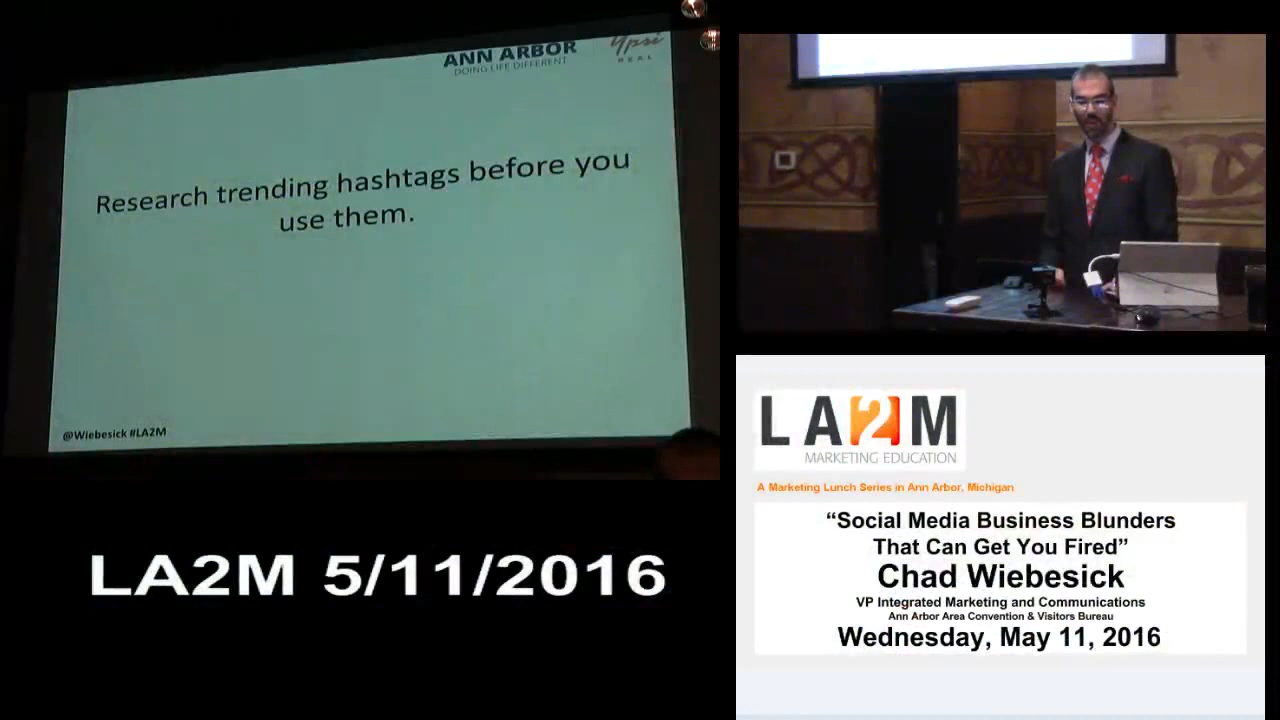 ANN ARBOR
DOING LIFE DIFFERENT
Ypsi
REAL
Research trending hashtags before you
use them.
@Wiebesick #LA2M
LA2M 5/11/2016
LA2M
MARKETING EDUCATION
A Marketing Lunch Series in Ann Arbor, Michigan
“Social Media Business Blunders
That Can Get You Fired”
Chad Wiebesick
VP Integrated Marketing and Communications
Ann Arbor Area Convention & Visitors Bureau
Wednesday, May 11, 2016